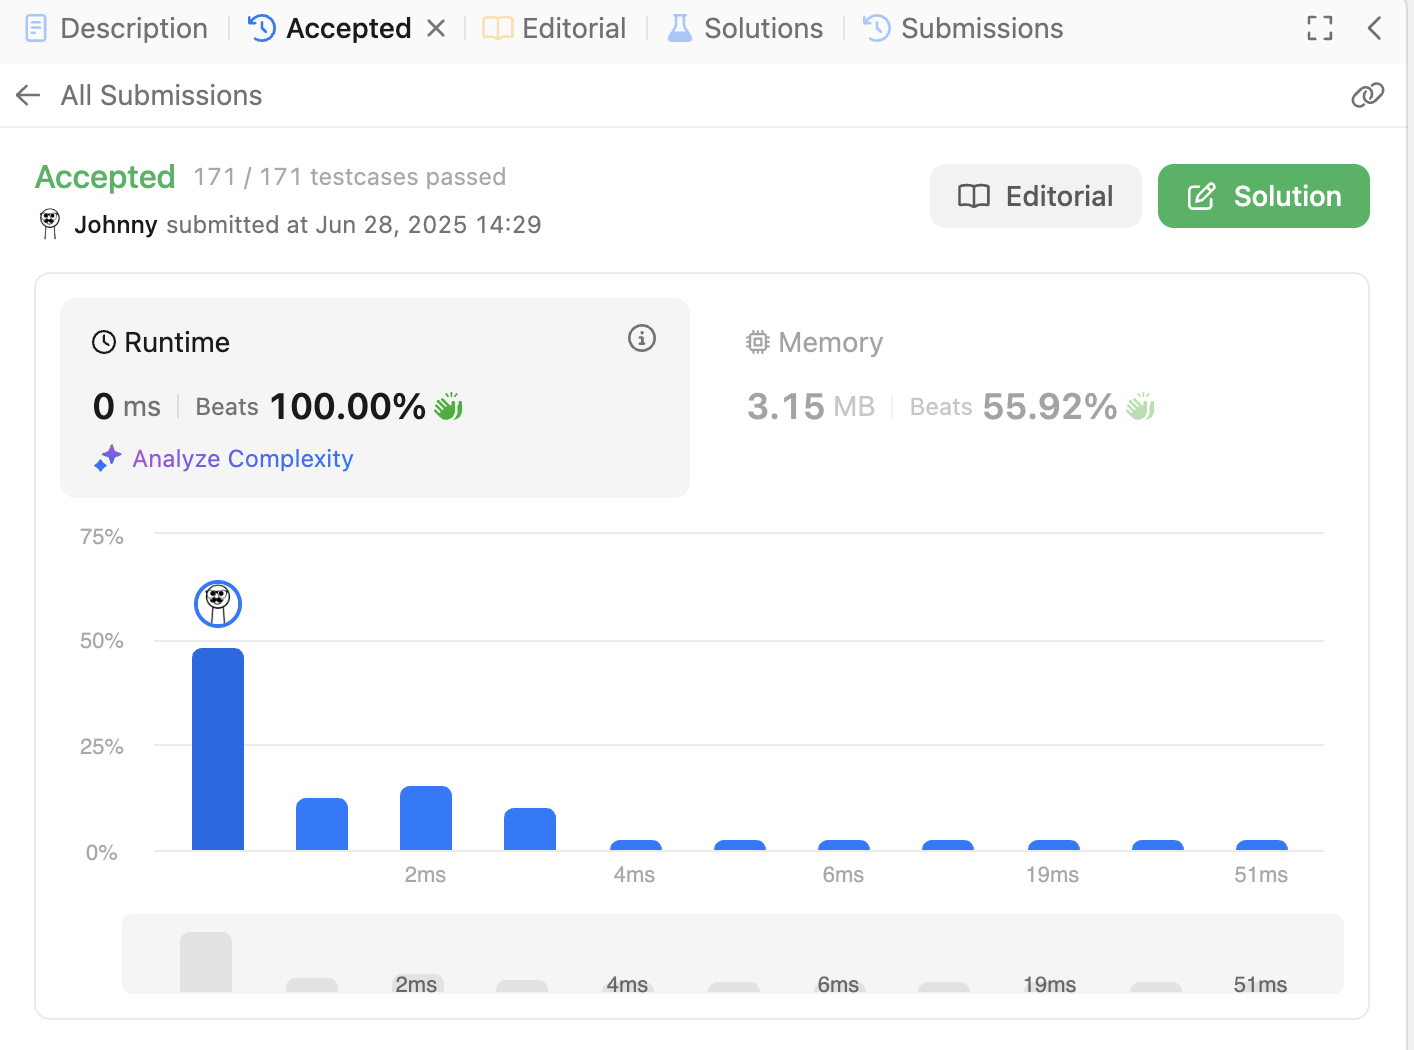 Description
Accepted
Editorial
Solutions
Submissions
All Submissions
Accepted 171 / 171 testcases passed
Johnny submitted at Jun 28, 2025 14:29
Editorial
Solution
Runtime
0 ms Beats 100.00%
Analyze Complexity
Memory
3.15 MB Beats 55.92%
75%
50%
25%
0%
2ms 4ms 6ms 19ms 51ms
2ms 4ms 6ms 19ms 51ms